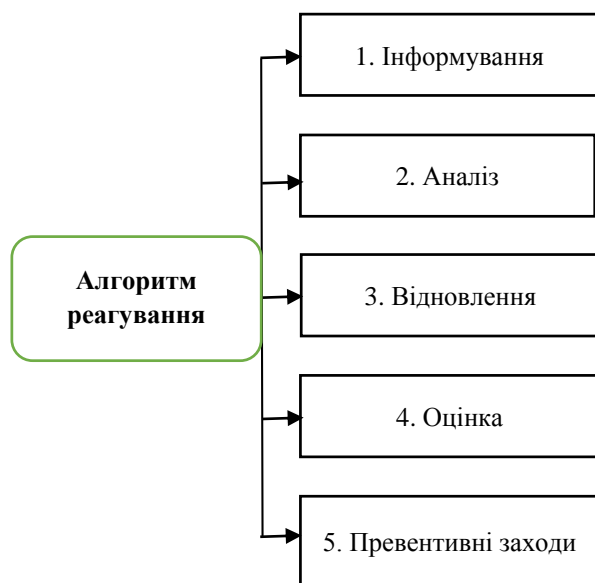 1. Інформування
2. Аналіз
Алгоритм
реагування
3. Відновлення
4. Оцінка
5. Превентивні заходи